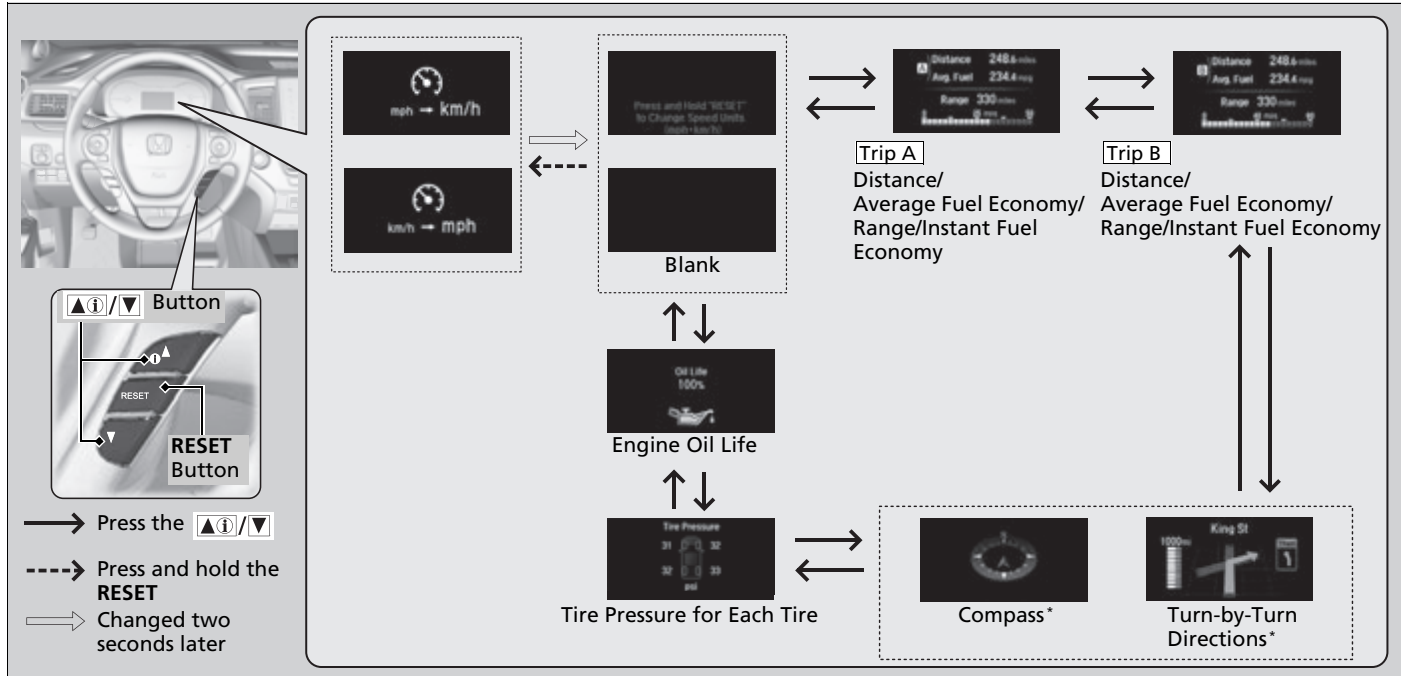 mph → km/h
km/h → mph
Press and Hold "RESET"
to Change Speed Units
(mph↔km/h)
Blank
Distance 248.6 miles
A
Avg. Fuel 234.4 mpg
Range 330 miles
Trip A
Distance/
Average Fuel Economy/
Range/Instant Fuel
Economy
Distance 248.6 miles
B
Avg. Fuel 234.4 mpg
Range 330 miles
Trip B
Distance/
Average Fuel Economy/
Range/Instant Fuel Economy
▲ⓘ/▼ Button
RESET
RESET
Button
Press the ▲ⓘ/▼
Press and hold the
RESET
Changed two
seconds later
Oil Life
100%
Engine Oil Life
Tire Pressure
31 32
32 33
psi
Tire Pressure for Each Tire
Compass*
King St
1000mi
Turn-by-Turn
Directions*